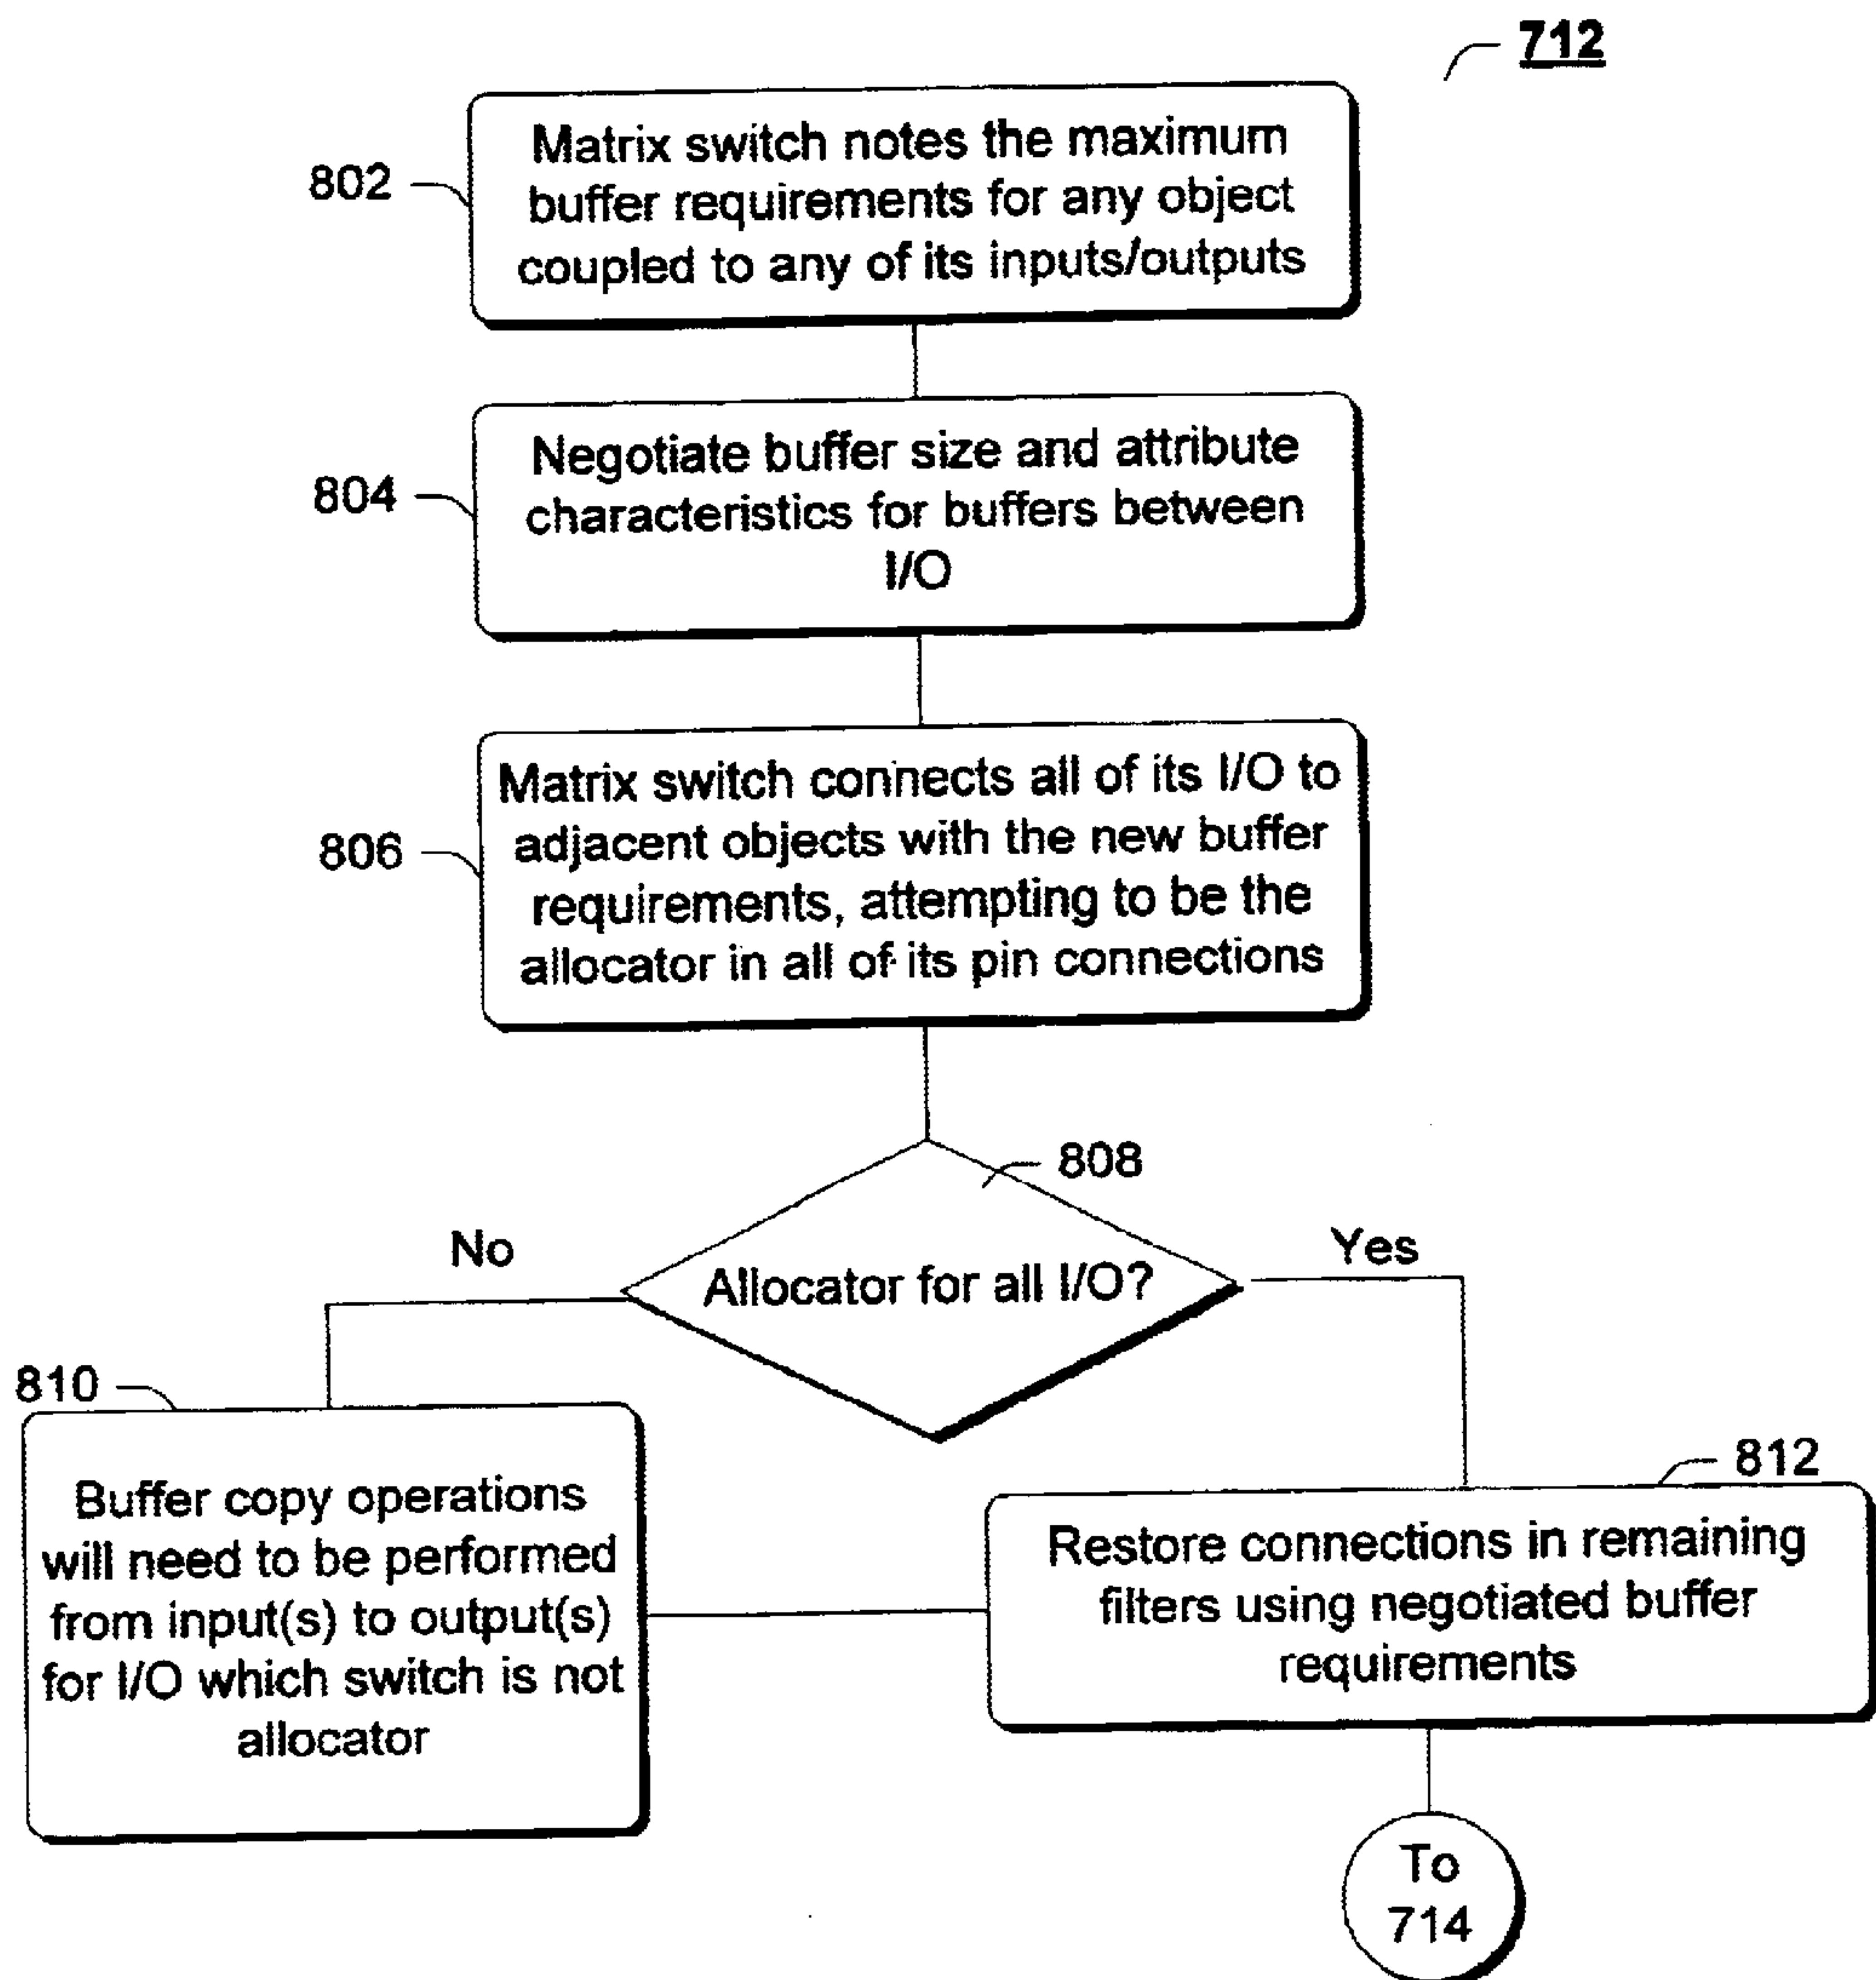 712
802
Matrix switch notes the maximum
buffer requirements for any object
coupled to any of its inputs/outputs
804
Negotiate buffer size and attribute
characteristics for buffers between
I/O
806
Matrix switch connects all of its I/O to
adjacent objects with the new buffer
requirements, attempting to be the
allocator in all of its pin connections
808
No
Allocator for all I/O?
Yes
810
Buffer copy operations
will need to be performed
from input(s) to output(s)
for I/O which switch is not
allocator
812
Restore connections in remaining
filters using negotiated buffer
requirements
To
714